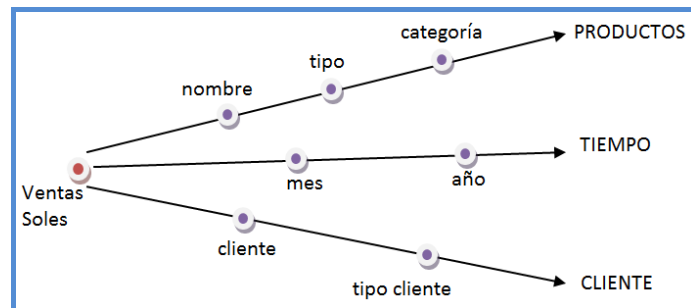 categoría
PRODUCTOS
tipo
nombre
TIEMPO
Ventas
Soles
mes
año
cliente
tipo cliente
CLIENTE